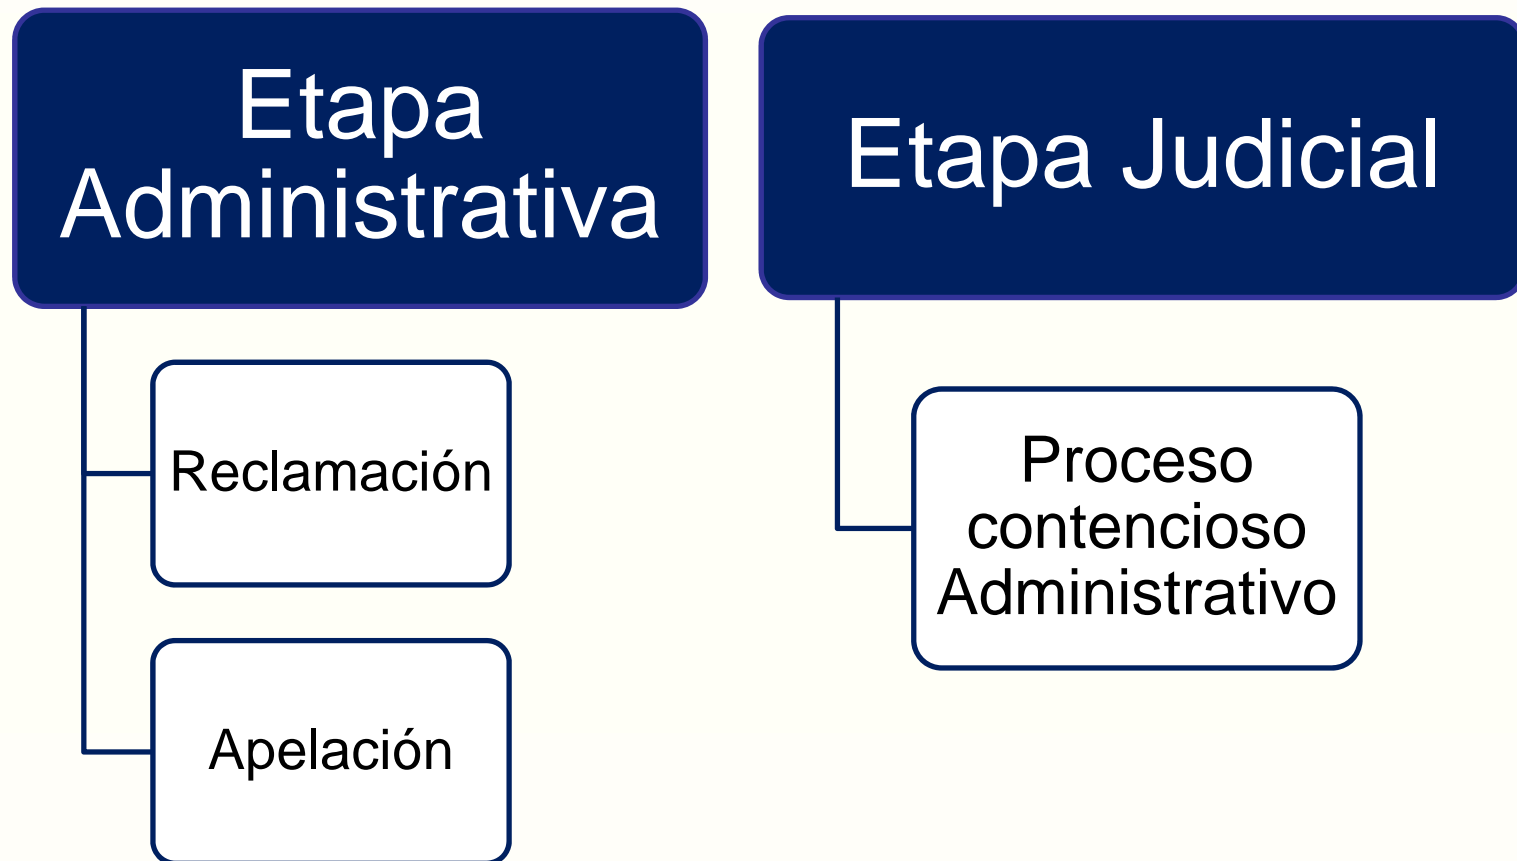 Etapa
Administrativa
Reclamación
Apelación
Etapa Judicial
Proceso
contencioso
Administrativo